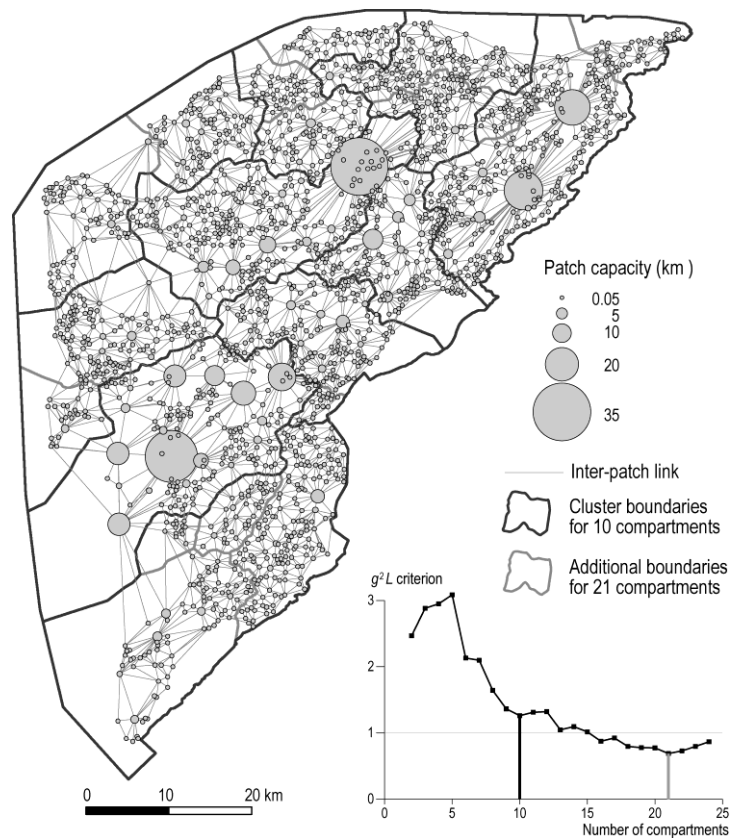 Patch capacity (km )
0.05
5
10
20
35
Inter-patch link
Cluster boundaries
for 10 compartments
Additional boundaries
for 21 compartments
g²L criterion
3
2
1
0
0 5 10 15 20 25
Number of compartments
0 10 20 km